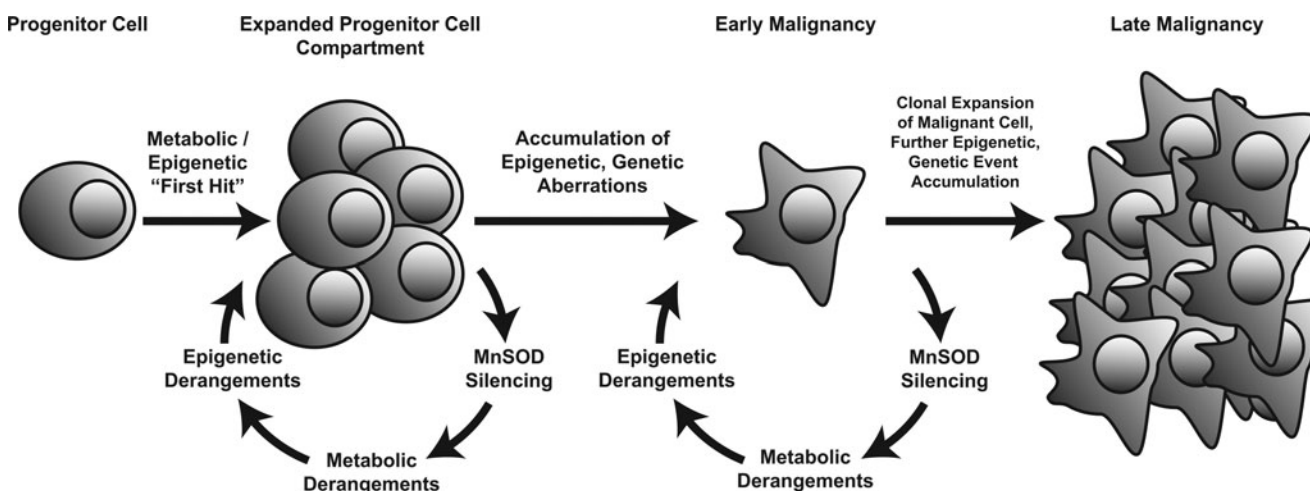 Progenitor Cell
Expanded Progenitor Cell
Compartment
Early Malignancy
Late Malignancy
Metabolic /
Epigenetic
“First Hit”
Accumulation of
Epigenetic, Genetic
Aberrations
Clonal Expansion
of Malignant Cell,
Further Epigenetic,
Genetic Event
Accumulation
Epigenetic
Derangements
MnSOD
Silencing
Metabolic
Derangements
Epigenetic
Derangements
MnSOD
Silencing
Metabolic
Derangements